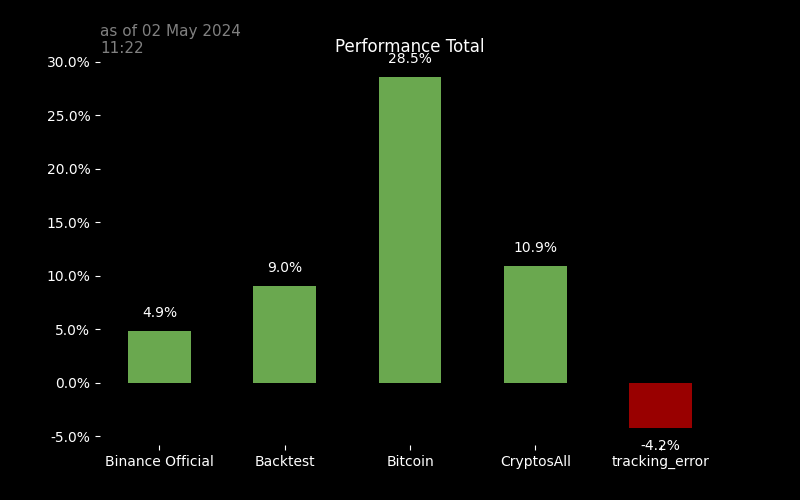 as of 02 May 2024
11:22
Performance Total
30.0%
25.0%
20.0%
15.0%
10.0%
5.0%
0.0%
-5.0%
4.9%
9.0%
28.5%
10.9%
-4.2%
Binance Official
Backtest
Bitcoin
CryptosAll
tracking_error